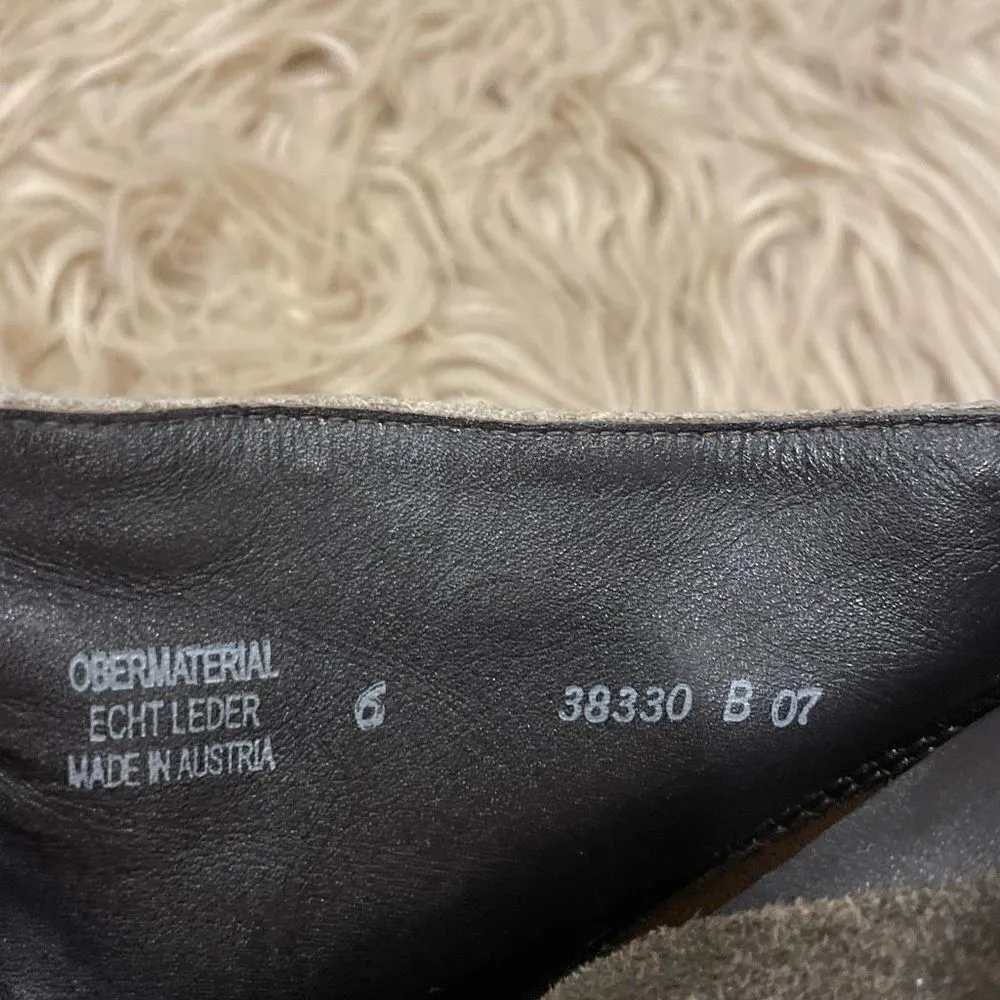 OBERMATERIAL
ECHT LEDER
MADE IN AUSTRIA
6
38330 B 07